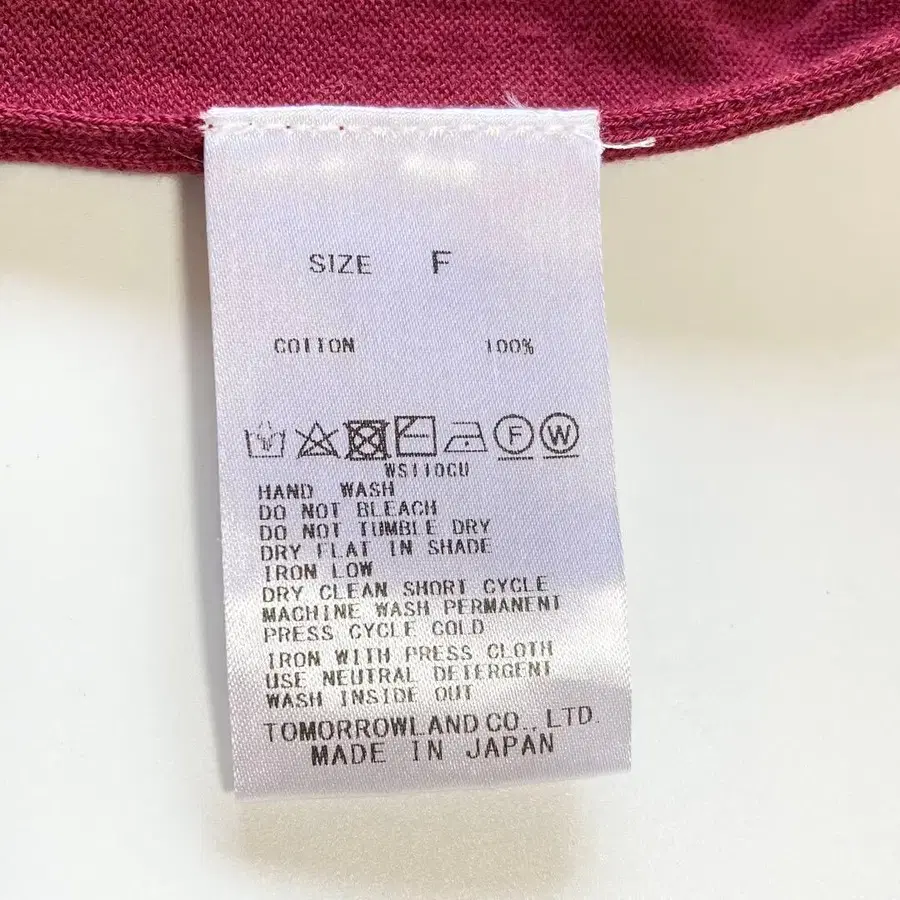 SIZE F
COTTON 100%
F W
WS110CU
HAND WASH
DO NOT BLEACH
DO NOT TUMBLE DRY
DRY FLAT IN SHADE
IRON LOW
DRY CLEAN SHORT CYCLE
MACHINE WASH PERMANENT
PRESS CYCLE COLD
IRON WITH PRESS CLOTH
USE NEUTRAL DETERGENT
WASH INSIDE OUT
TOMORROWLAND CO., LTD.
MADE IN JAPAN